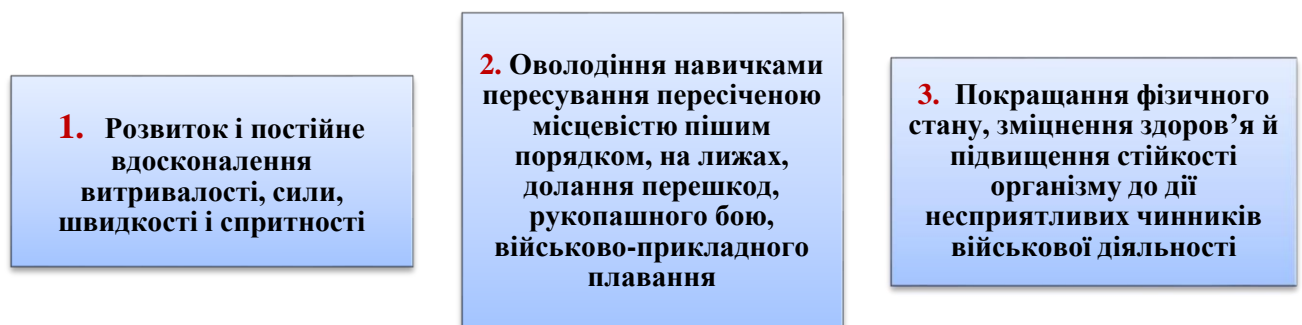 1. Розвиток і постійне
вдосконалення
витривалості, сили,
швидкості і спритності
2. Оволодіння навичками
пересування пересіченою
місцевістю пішим
порядком, на лижах,
долання перешкод,
рукопашного бою,
військово-прикладного
плавання
3. Покращання фізичного
стану, зміцнення здоров’я й
підвищення стійкості
організму до дії
несприятливих чинників
військової діяльності